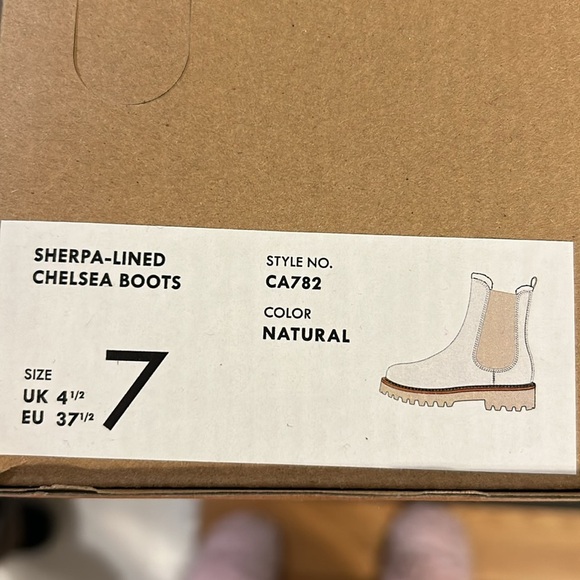 SHERPA-LINED
CHELSEA BOOTS
STYLE NO.
CA782
COLOR
NATURAL
SIZE
UK 4 1/2
EU 37 1/2
7